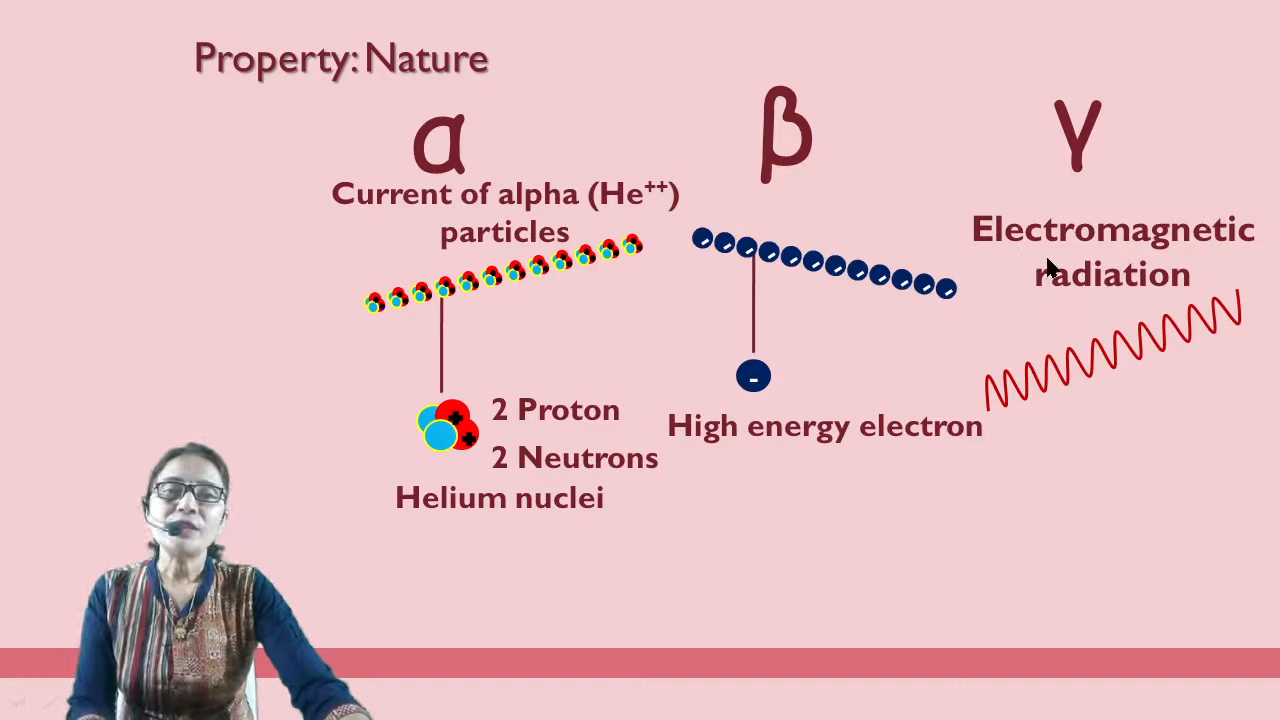 Property: Nature
α
β
γ
Current of alpha (He⁺⁺)
particles
Electromagnetic
radiation
2 Proton
2 Neutrons
Helium nuclei
-
High energy electron